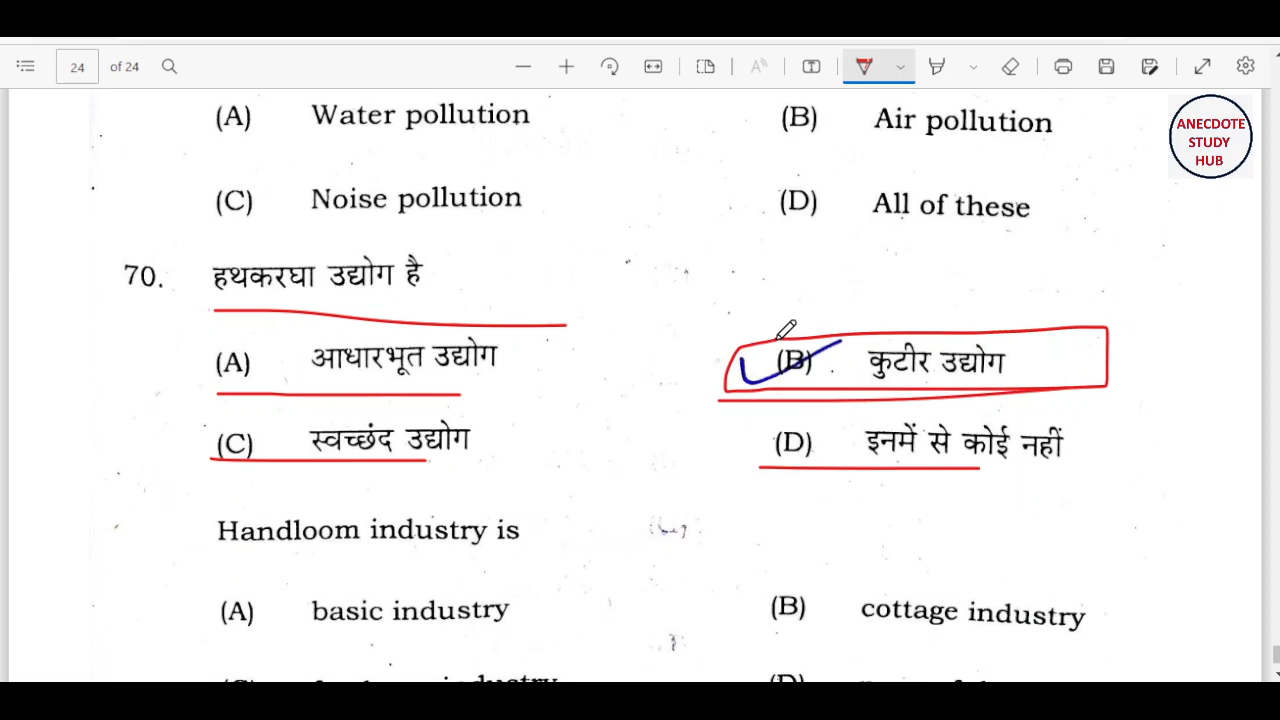 24 of 24
ANECDOTE
STUDY
HUB
(A) Water pollution (B) Air pollution
(C) Noise pollution (D) All of these
70. हथकरघा उद्योग है
(A) आधारभूत उद्योग (B) कुटीर उद्योग
(C) स्वच्छंद उद्योग (D) इनमें से कोई नहीं
Handloom industry is
(A) basic industry (B) cottage industry